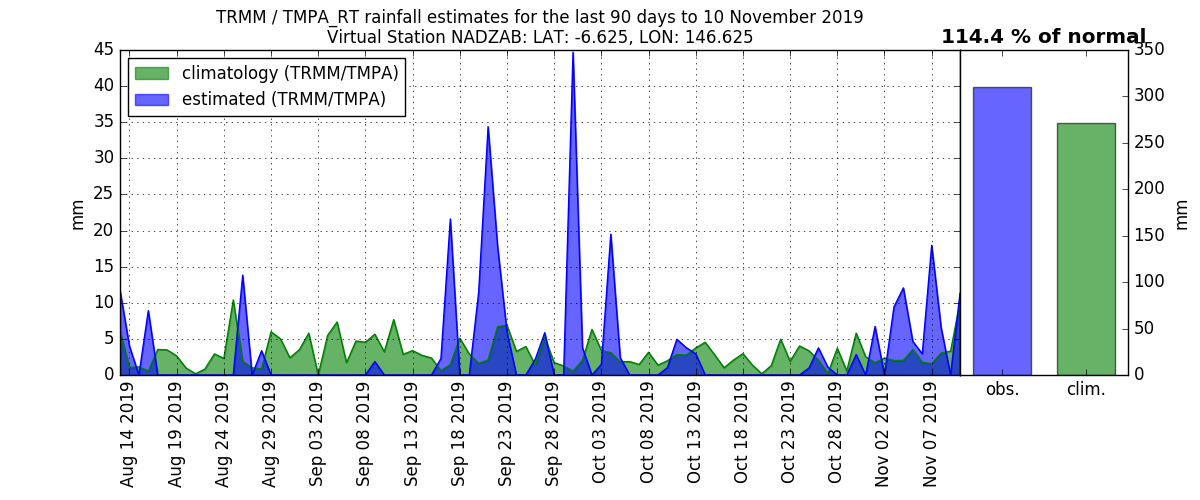 TRMM / TMPA_RT rainfall estimates for the last 90 days to 10 November 2019
Virtual Station NADZAB: LAT: -6.625, LON: 146.625
114.4 % of normal
climatology (TRMM/TMPA)
estimated (TRMM/TMPA)
45
40
35
30
25
20
15
10
5
0
mm
350
300
250
200
150
100
50
0
mm
Aug 14 2019
Aug 19 2019
Aug 24 2019
Aug 29 2019
Sep 03 2019
Sep 08 2019
Sep 13 2019
Sep 18 2019
Sep 23 2019
Sep 28 2019
Oct 03 2019
Oct 08 2019
Oct 13 2019
Oct 18 2019
Oct 23 2019
Oct 28 2019
Nov 02 2019
Nov 07 2019
obs.
clim.